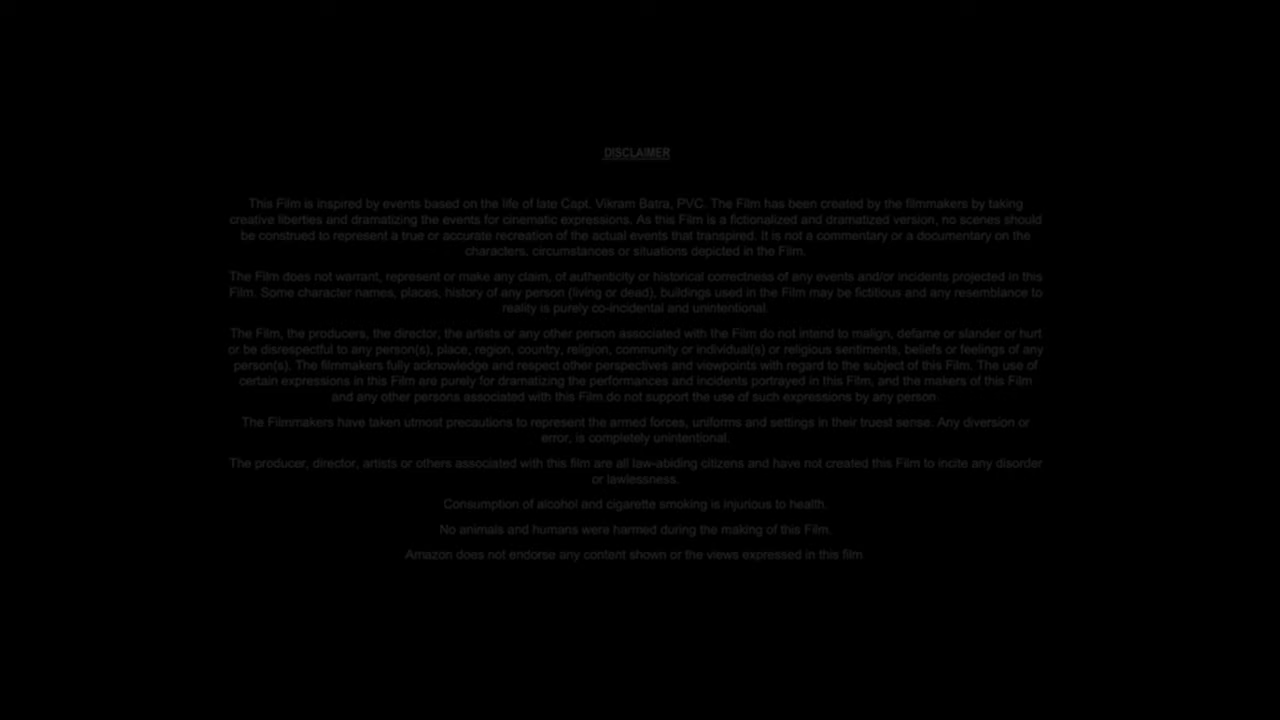 DISCLAIMER
This Film is inspired by events based on the life of late Capt. Vikram Batra, PVC. The Film has been created by the filmmakers by taking
creative liberties and dramatizing the events for cinematic expressions. As this Film is a fictionalized and dramatized version, no scenes should
be construed to represent a true or accurate recreation of the actual events that transpired. It is not a commentary or a documentary on the
characters, circumstances or situations depicted in the Film.
The Film does not warrant, represent or make any claim, of authenticity or historical correctness of any events and/or incidents projected in this
Film. Some character names, places, history of any person (living or dead), buildings used in the Film may be fictitious and any resemblance to
reality is purely co-incidental and unintentional.
The Film, the producers, the director, the artists or any other person associated with the Film do not intend to malign, defame or slander or hurt
or be disrespectful to any person(s), place, region, country, religion, community or individual(s) or religious sentiments, beliefs or feelings of any
person(s). The filmmakers fully acknowledge and respect other perspectives and viewpoints with regard to the subject of this Film. The use of
certain expressions in this Film are purely for dramatizing the performances and incidents portrayed in this Film, and the makers of this Film
and any other persons associated with this Film do not support the use of such expressions by any person.
The Filmmakers have taken utmost precautions to represent the armed forces, uniforms and settings in their truest sense. Any diversion or
error, is completely unintentional.
The producer, director, artists or others associated with this film are all law-abiding citizens and have not created this Film to incite any disorder
or lawlessness.
Consumption of alcohol and cigarette smoking is injurious to health.
No animals and humans were harmed during the making of this Film.
Amazon does not endorse any content shown or the views expressed in this film